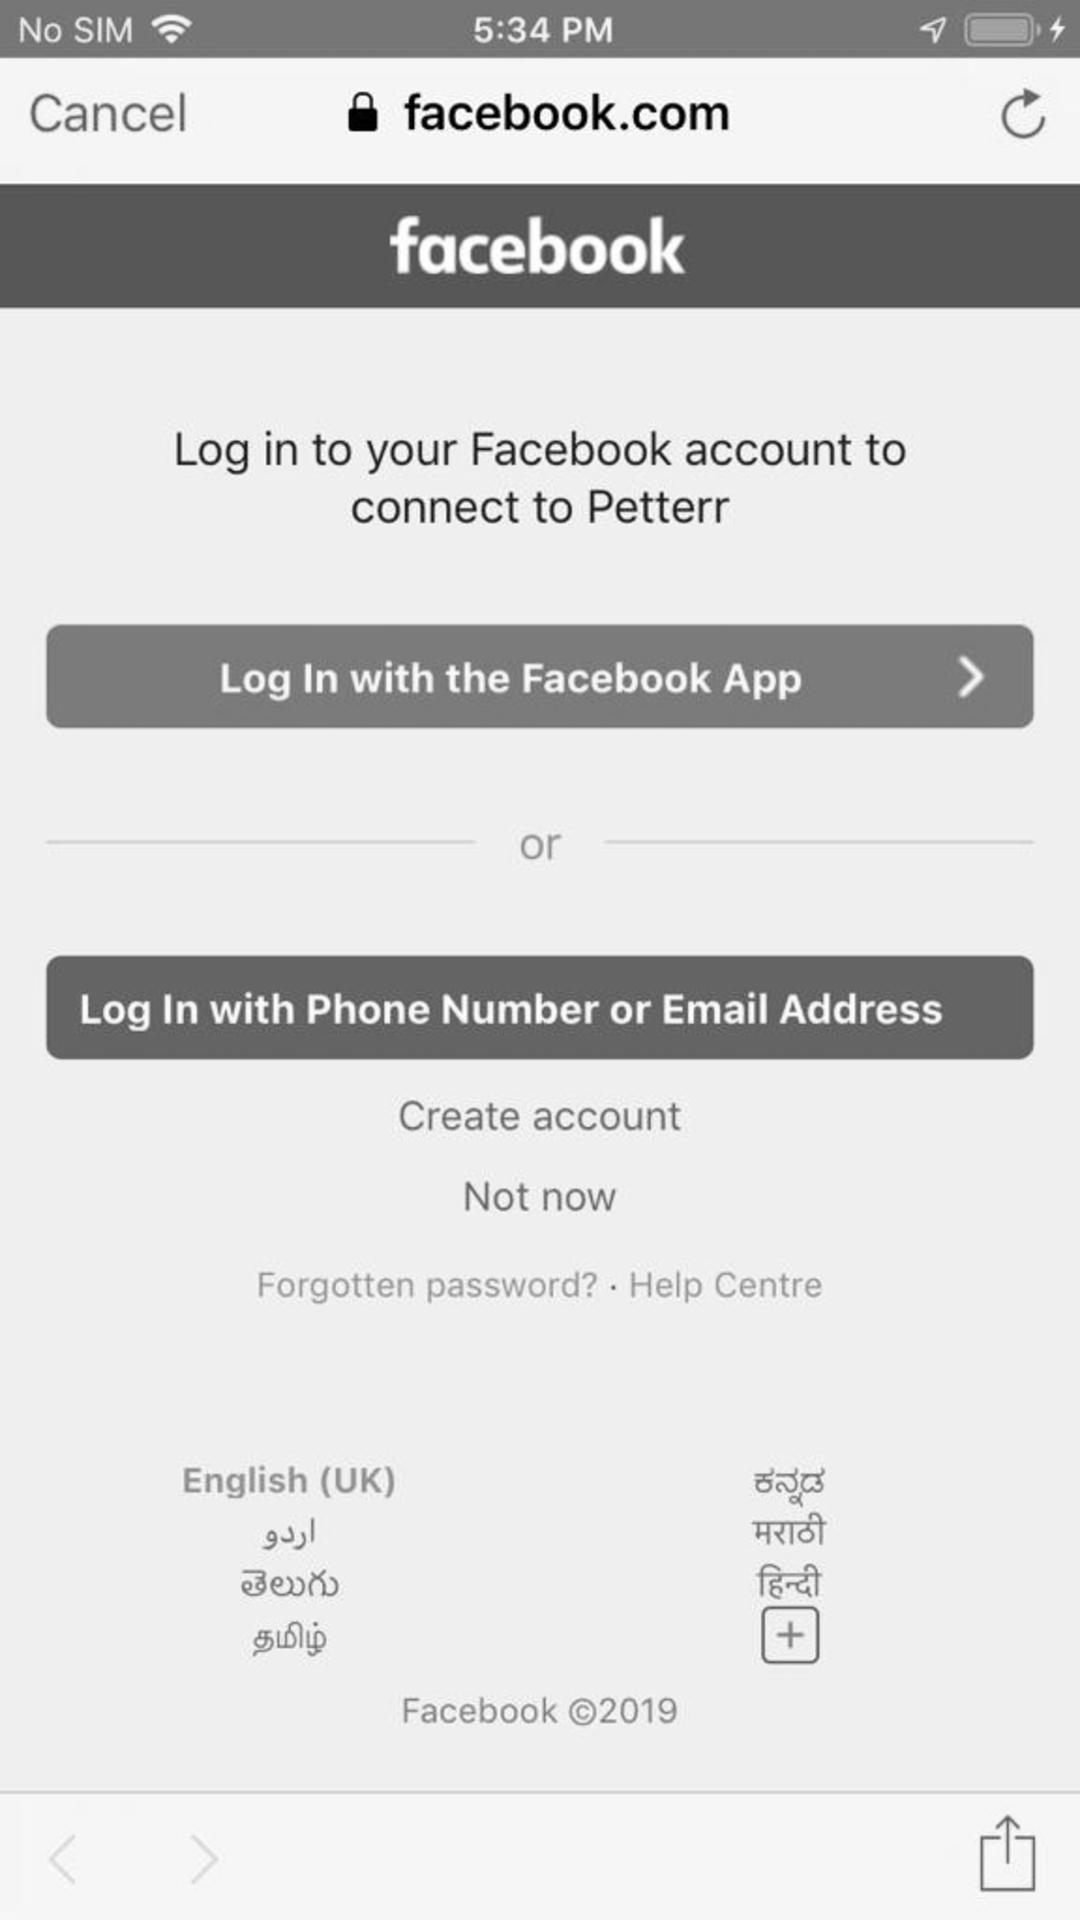 No SIM 5:34 PM
Cancel facebook.com
facebook
Log in to your Facebook account to
connect to Petterr
Log In with the Facebook App
or
Log In with Phone Number or Email Address
Create account
Not now
Forgotten password? · Help Centre
English (UK) ಕನ್ನಡ
اردو मराठी
తెలుగు हिन्दी
தமிழ் +
Facebook ©2019